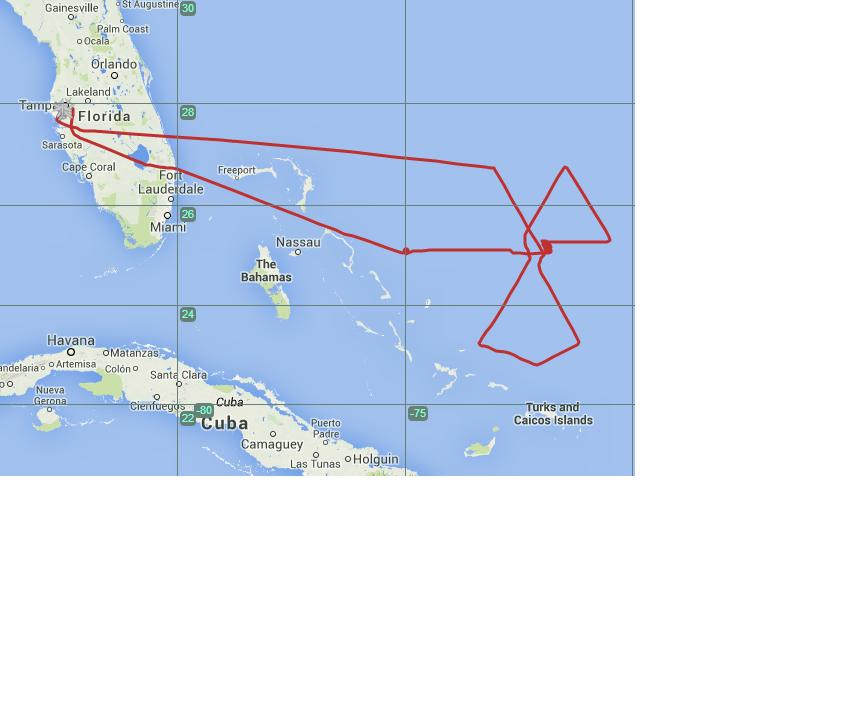 Gainesville
St Augustine
30
Palm Coast
Ocala
Orlando
Lakeland
Tamp
28
Florida
Sarasota
Cape Coral
Fort
Lauderdale
Freeport
26
Miami
Nassau
The
Bahamas
24
Havana
Matanzas
andelaria
Artemisa
Colón
Santa Clara
Nueva
Gerona
Cienfuegos
-80
Cuba
-75
Turks and
Caicos Islands
22
Cuba
Puerto
Padre
Camaguey
Las Tunas
Holguin